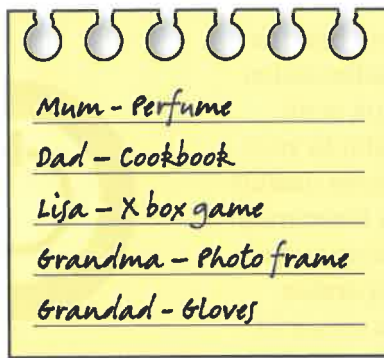 Mum - Perfume
Dad - Cookbook
Lisa - X box game
Grandma - Photo frame
Grandad - Gloves